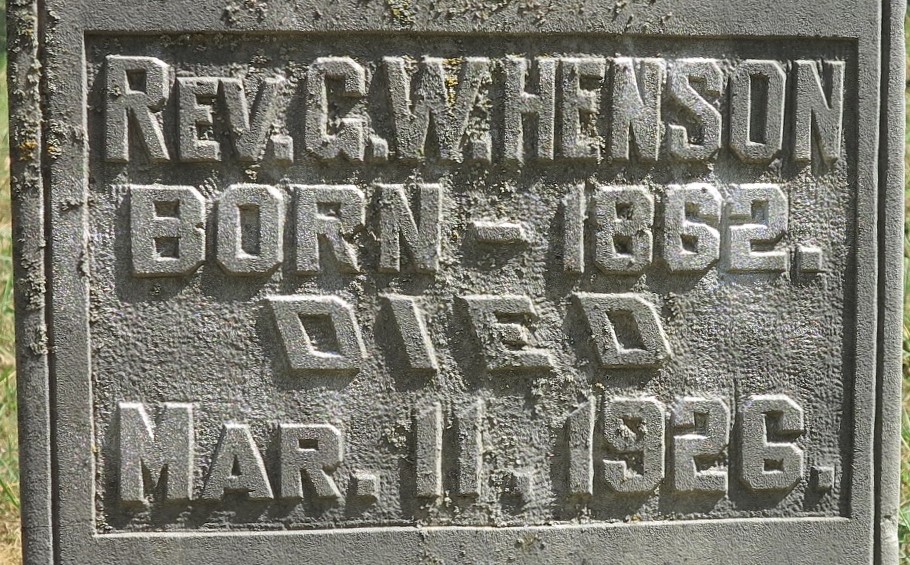 REV. G. W. HENSON
BORN - 1862.
DIED
MAR. 11. 1926.